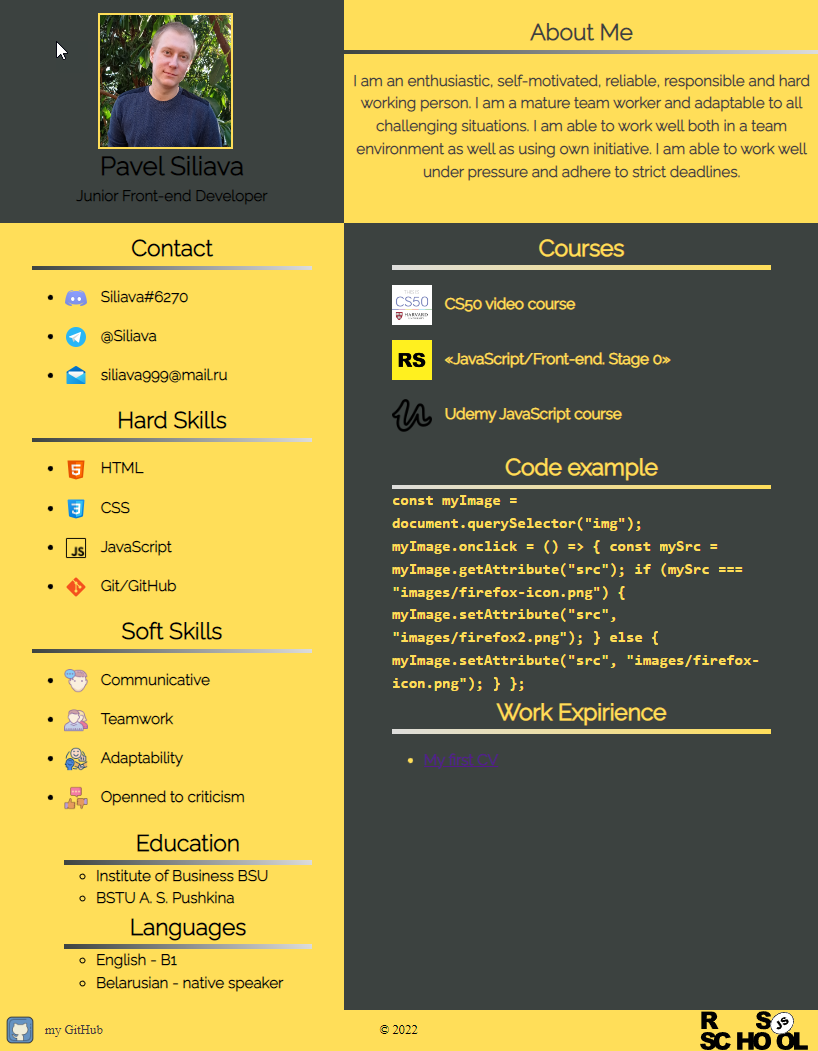 Pavel Siliava
Junior Front-end Developer
About Me
I am an enthusiastic, self-motivated, reliable, responsible and hard
working person. I am a mature team worker and adaptable to all
challenging situations. I am able to work well both in a team
environment as well as using own initiative. I am able to work well
under pressure and adhere to strict deadlines.
Contact
Siliava#6270
@Siliava
siliava999@mail.ru
Hard Skills
HTML
CSS
JS
JavaScript
Git/GitHub
Soft Skills
Communicative
Teamwork
Adaptability
Openned to criticism
Education
Institute of Business BSU
BSTU A. S. Pushkina
Languages
English - B1
Belarusian - native speaker
Courses
CS50
HARVARD
CS50 video course
RS
«JavaScript/Front-end. Stage 0»
Udemy JavaScript course
Code example
const myImage =
document.querySelector("img");
myImage.onclick = () => { const mySrc =
myImage.getAttribute("src"); if (mySrc ===
"images/firefox-icon.png") {
myImage.setAttribute("src",
"images/firefox2.png"); } else {
myImage.setAttribute("src", "images/firefox-
icon.png"); } };
Work Expirience
My first CV
my GitHub
© 2022
R S JS
SCHOOL